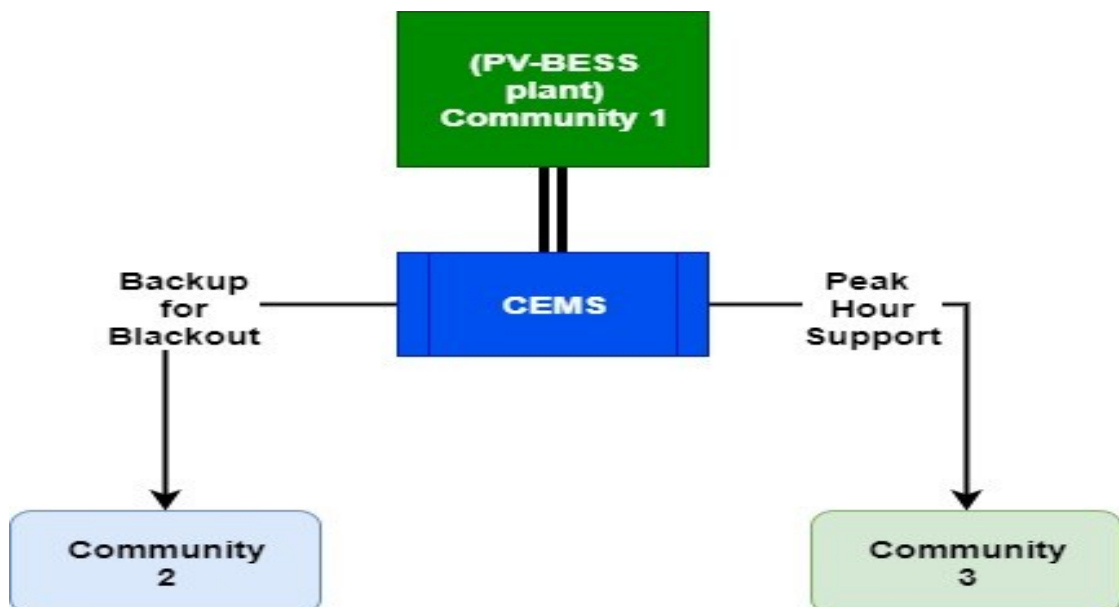 (PV-BESS
plant)
Community 1
Backup
for
Blackout
CEMS
Peak
Hour
Support
Community
2
Community
3